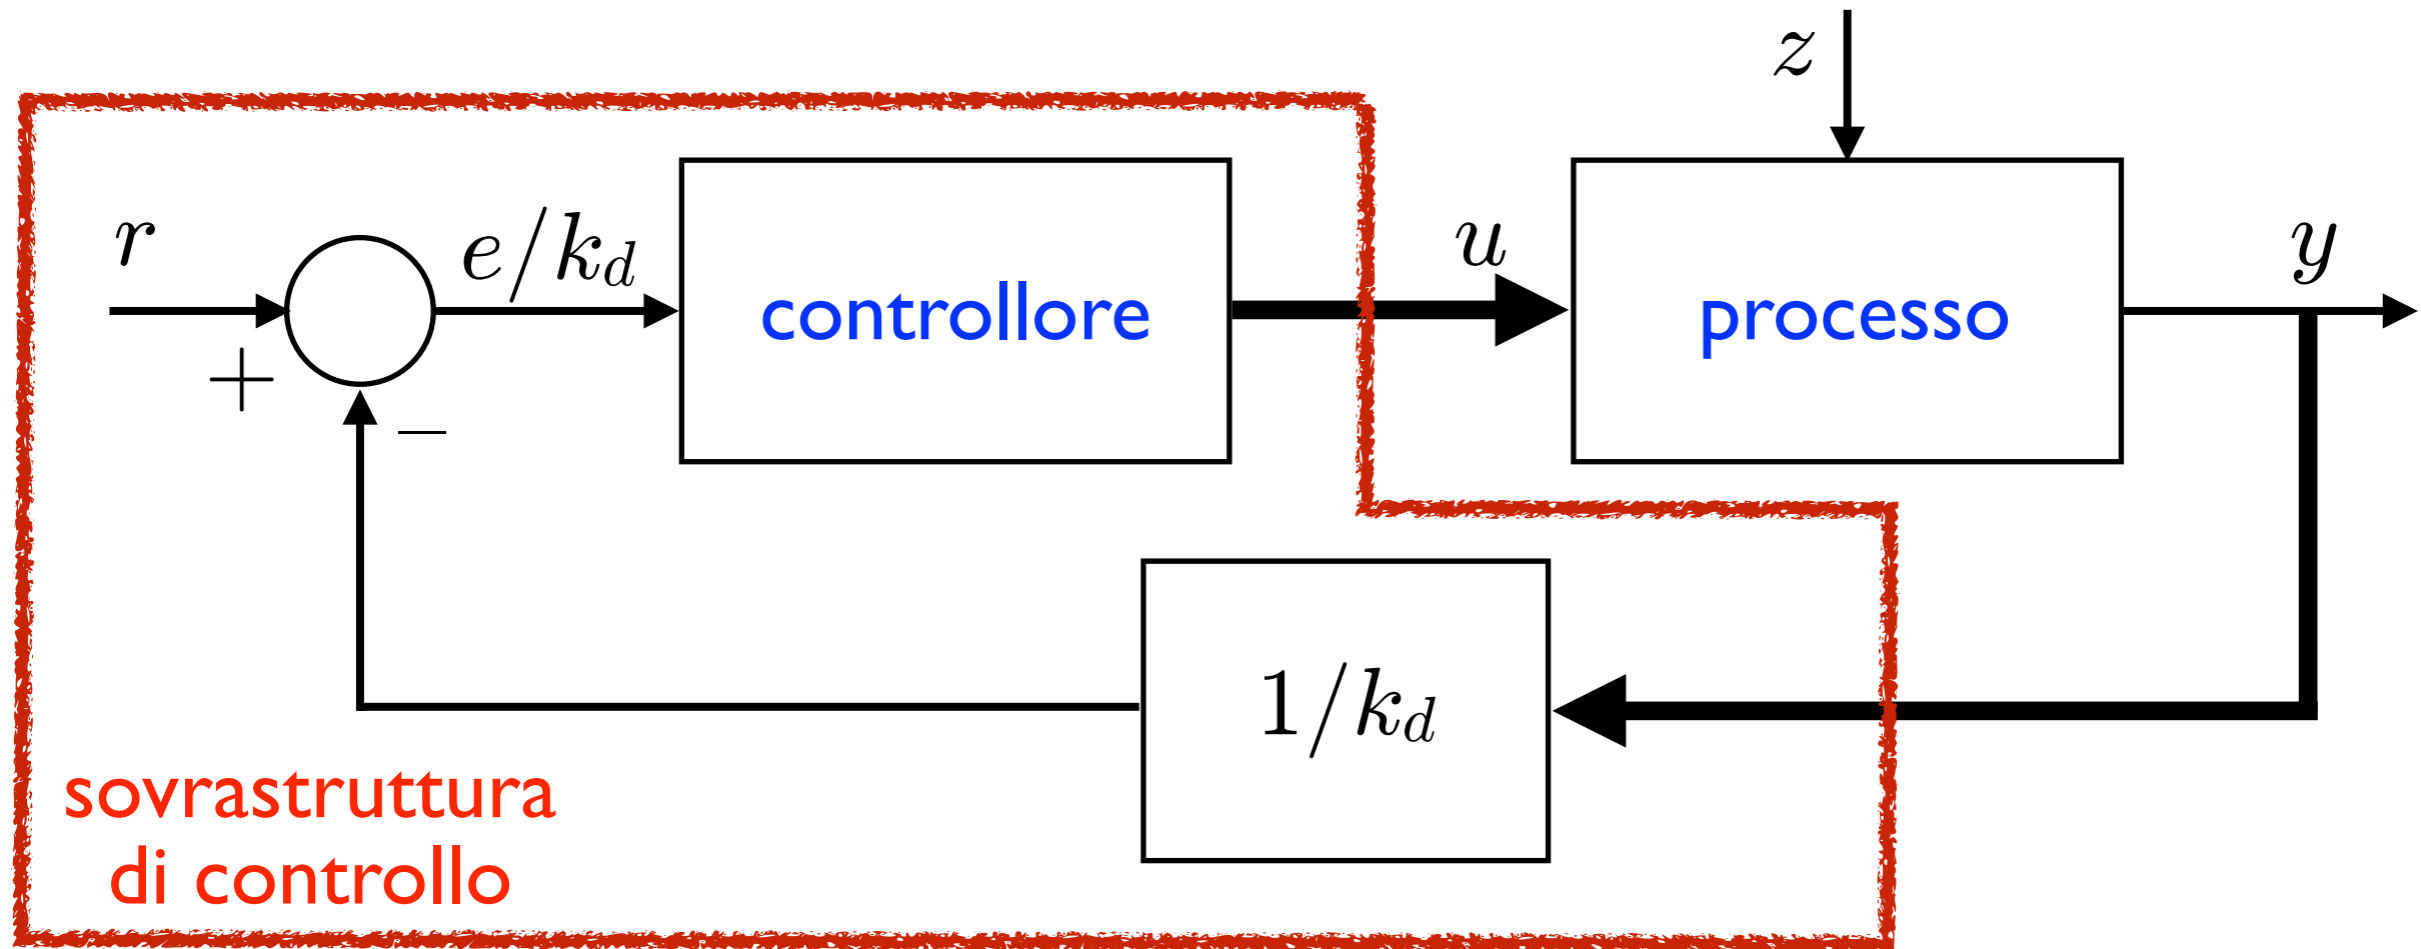 z
r
+
e/k_d
controllore
u
processo
y
−
1/k_d
sovrastruttura
di controllo